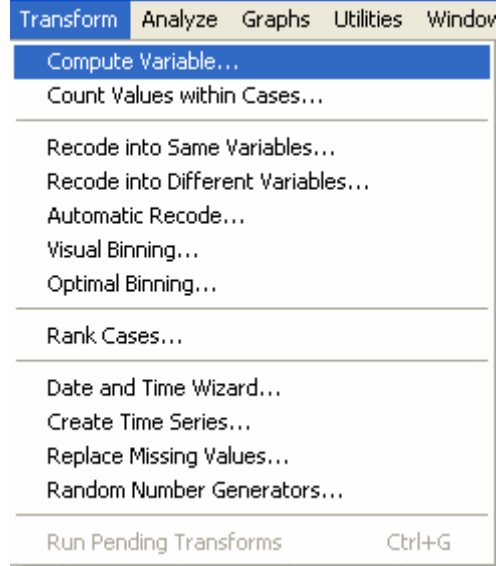 Transform Analyze Graphs Utilities Window
Compute Variable...
Count Values within Cases...
Recode into Same Variables...
Recode into Different Variables...
Automatic Recode...
Visual Binning...
Optimal Binning...
Rank Cases...
Date and Time Wizard...
Create Time Series...
Replace Missing Values...
Random Number Generators...
Run Pending Transforms Ctrl+G